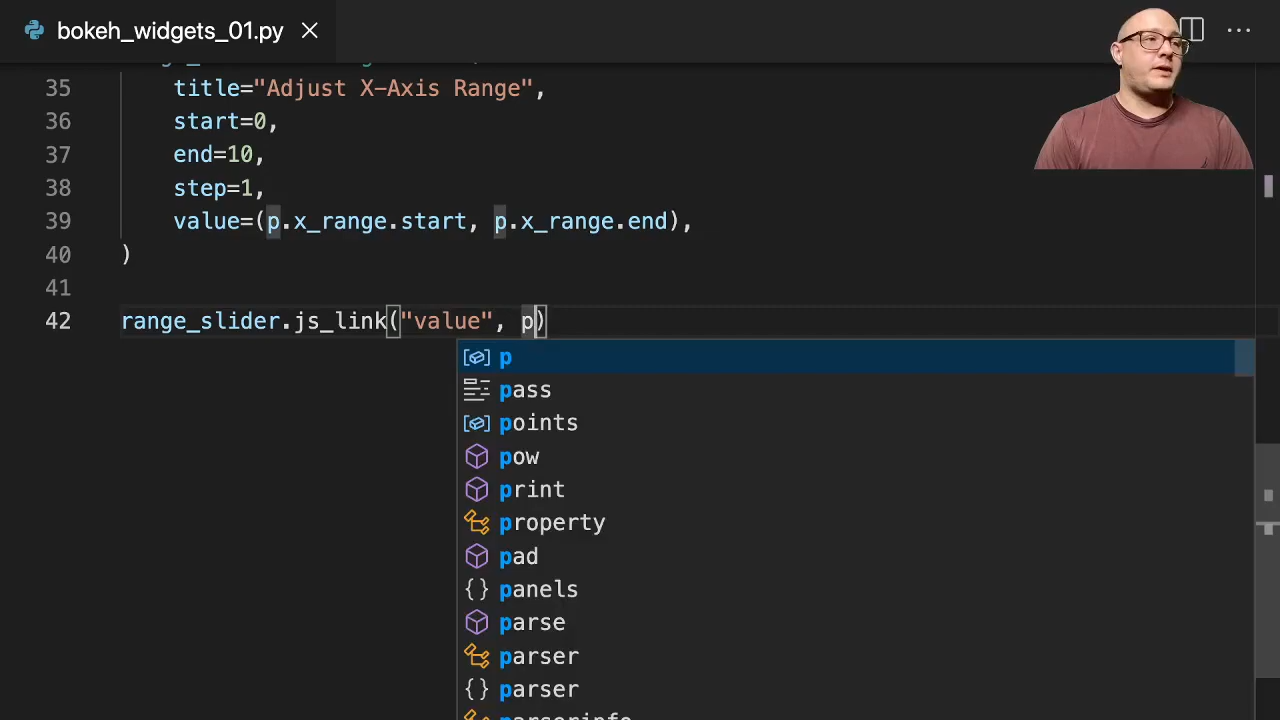 bokeh_widgets_01.py
35 title="Adjust X-Axis Range",
36 start=0,
37 end=10,
38 step=1,
39 value=(p.x_range.start, p.x_range.end),
40 )
41
42 range_slider.js_link("value", p)
p
pass
points
pow
print
property
pad
panels
parse
parser
parser
parserinfo